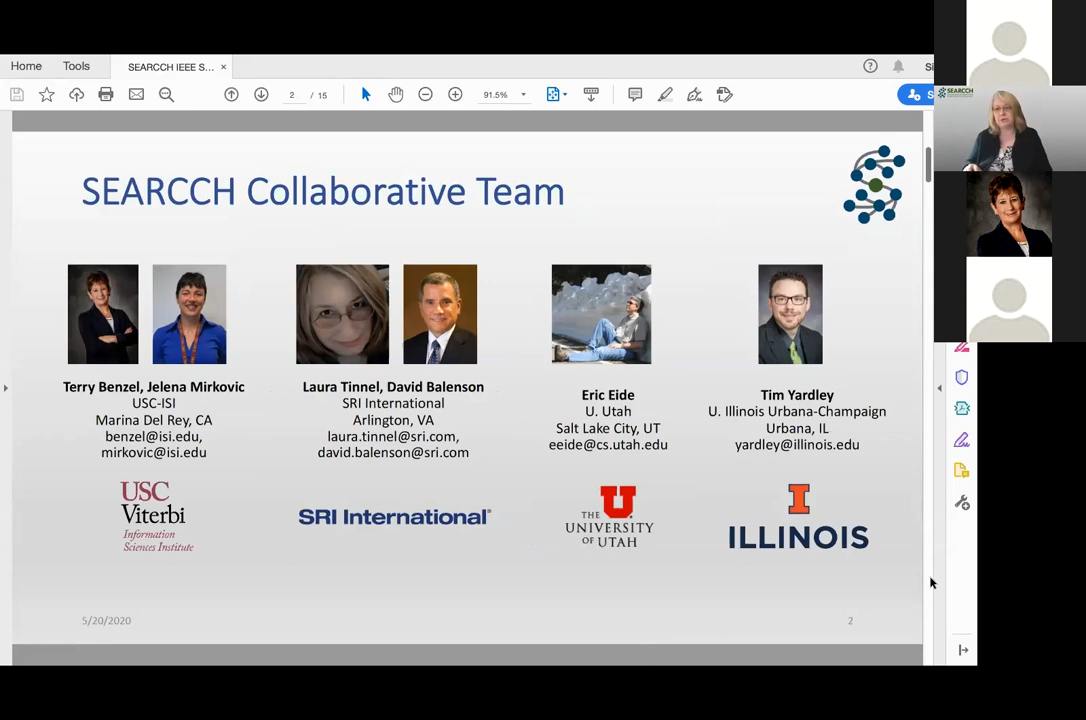 Home
Tools
SEARCCH IEEE S... ×
Si
2 / 15
91.5%
S
SEARCCH
SEARCCH Collaborative Team
Terry Benzel, Jelena Mirkovic
USC-ISI
Marina Del Rey, CA
benzel@isi.edu,
mirkovic@isi.edu
Laura Tinnel, David Balenson
SRI International
Arlington, VA
laura.tinnel@sri.com,
david.balenson@sri.com
Eric Eide
U. Utah
Salt Lake City, UT
eeide@cs.utah.edu
Tim Yardley
U. Illinois Urbana-Champaign
Urbana, IL
yardley@illinois.edu
USC
Viterbi
Information
Sciences Institute
SRI International®
THE
UNIVERSITY
OF UTAH
I
ILLINOIS
5/20/2020
2